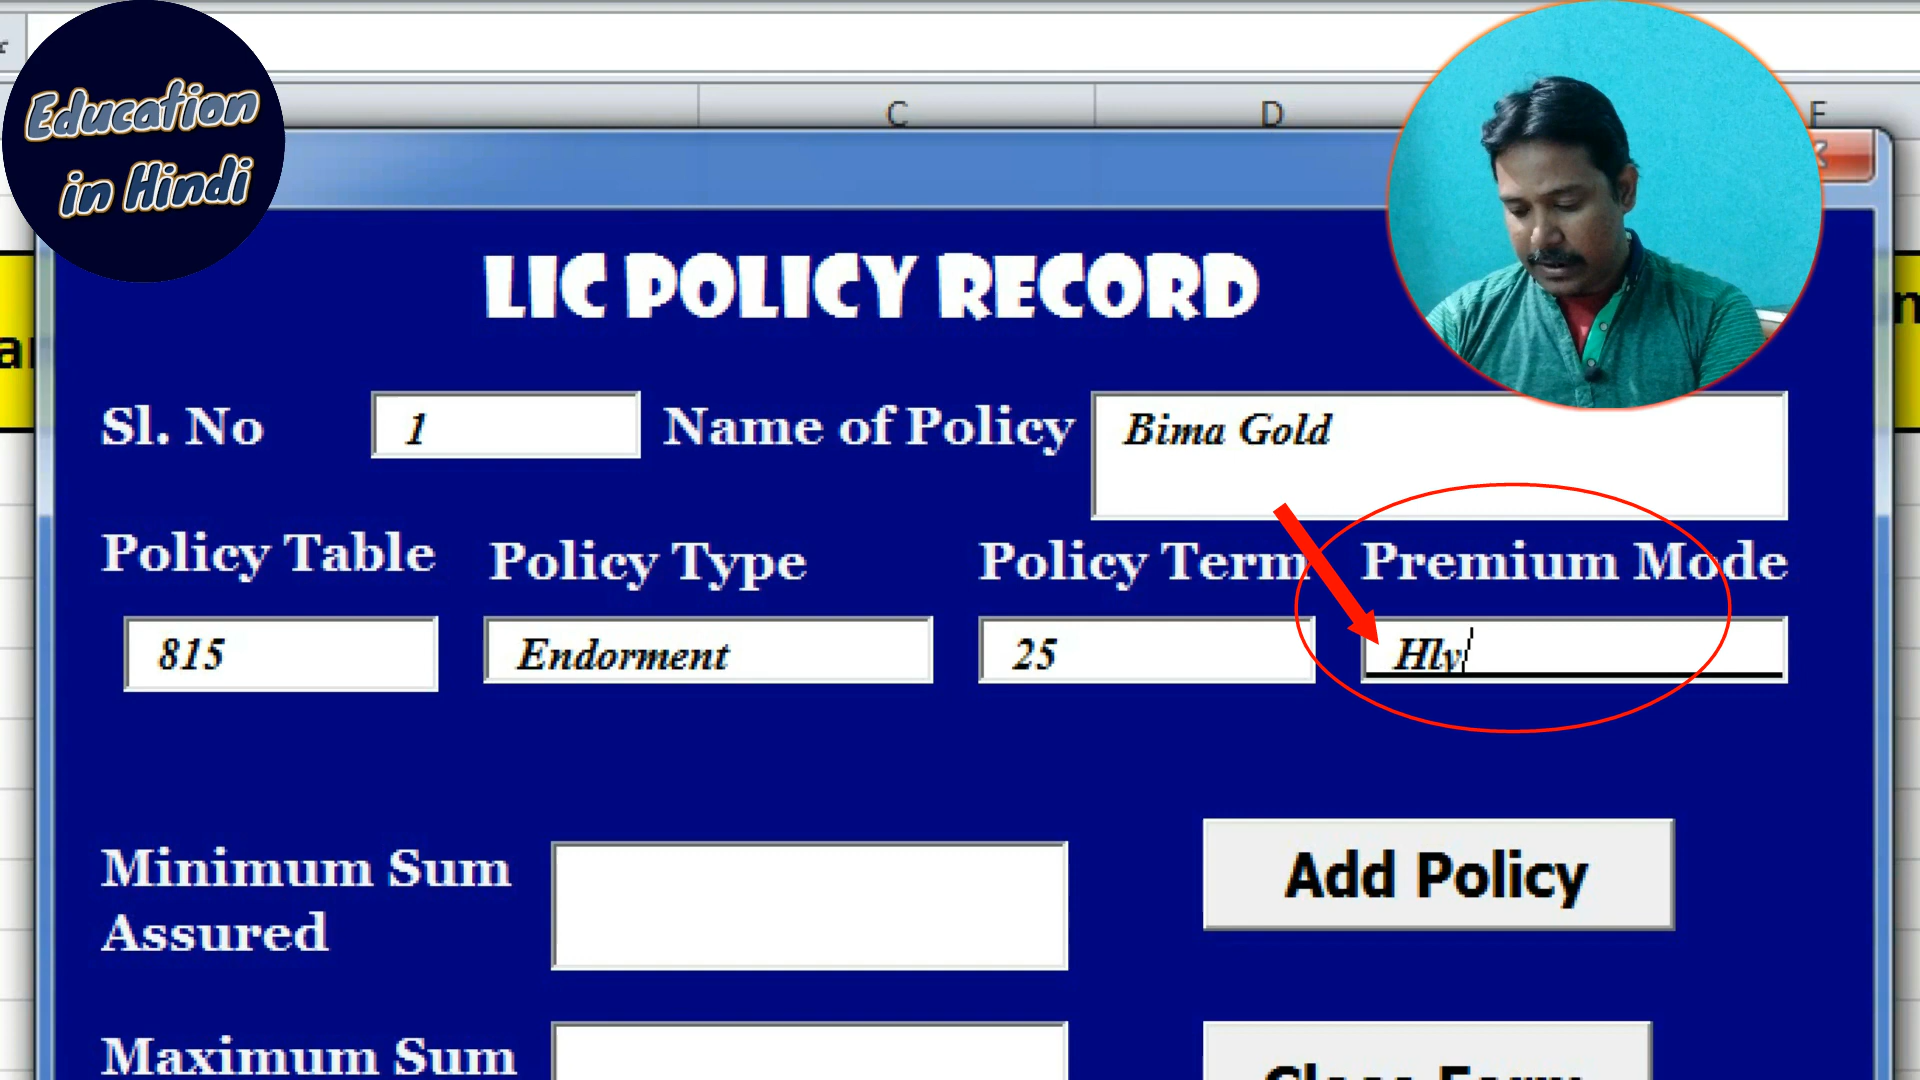 Education
in Hindi
C
D
LIC POLICY RECORD
Sl. No
1
Name of Policy
Bima Gold
Policy Table
Policy Type
Policy Term
Premium Mode
815
Endorment
25
Hly
Minimum Sum
Assured
Add Policy
Maximum Sum